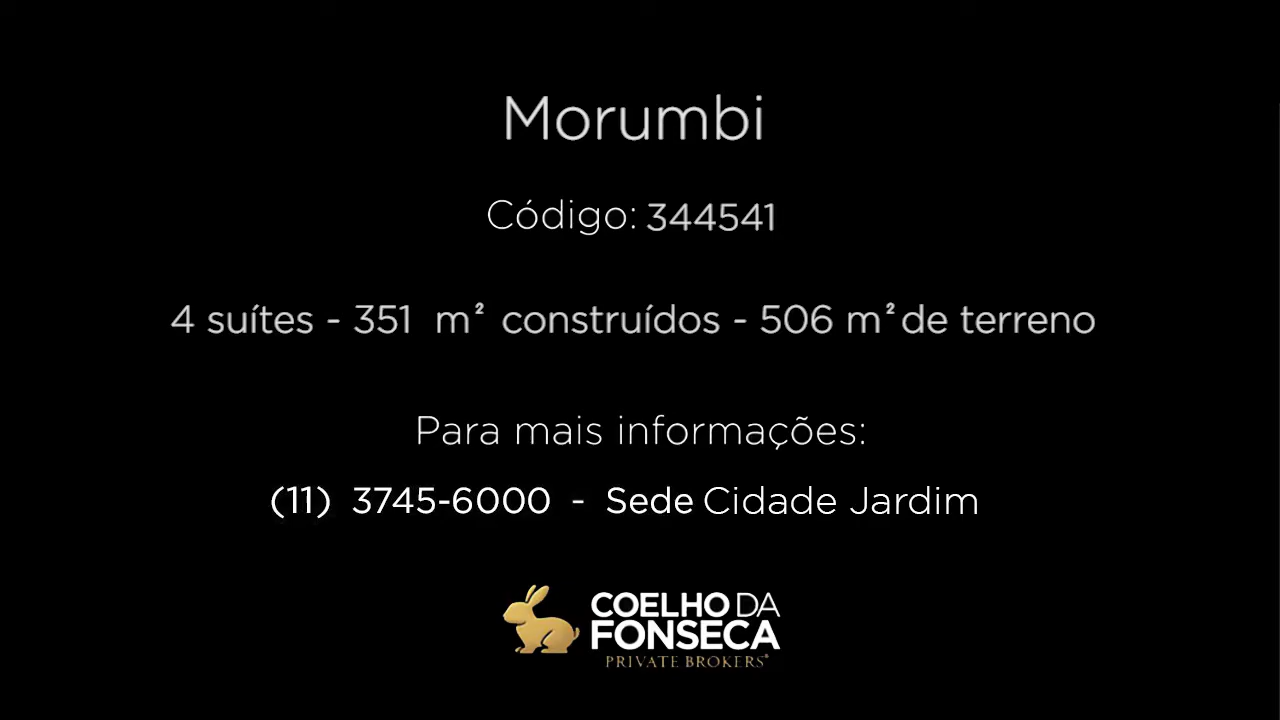 Morumbi
Código: 344541
4 suítes - 351 m² construídos - 506 m² de terreno
Para mais informações:
(11) 3745-6000 - Sede Cidade Jardim
COELHO DA
FONSECA
PRIVATE BROKERS®